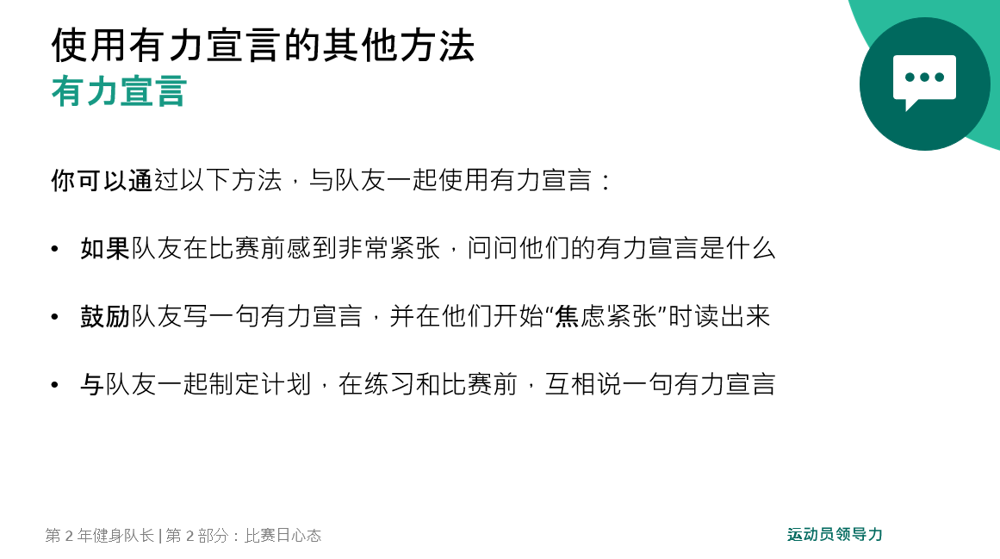 使用有力宣言的其他方法
有力宣言
你可以通过以下方法，与队友一起使用有力宣言：
• 如果队友在比赛前感到非常紧张，问问他们的有力宣言是什么
• 鼓励队友写一句有力宣言，并在他们开始“焦虑紧张”时读出来
• 与队友一起制定计划，在练习和比赛前，互相说一句有力宣言
第 2 年健身队长 | 第 2 部分：比赛日心态
运动员领导力